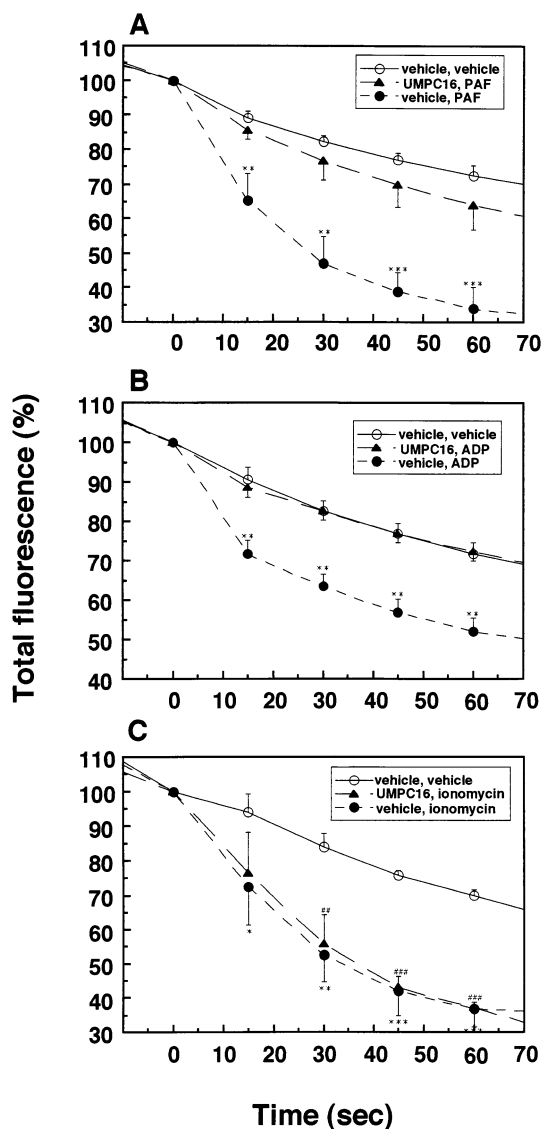 A
110
100
90
80
70
60
50
40
30
vehicle, vehicle
UMPC16, PAF
vehicle, PAF
**
**
***
***
0 10 20 30 40 50 60 70
B
110
100
90
80
70
60
50
40
vehicle, vehicle
UMPC16, ADP
vehicle, ADP
**
**
**
**
0 10 20 30 40 50 60 70
Total fluorescence (%)
C
110
100
90
80
70
60
50
40
30
vehicle, vehicle
UMPC16, ionomycin
vehicle, ionomycin
*
##
**
###
***
###
0 10 20 30 40 50 60 70
Time (sec)